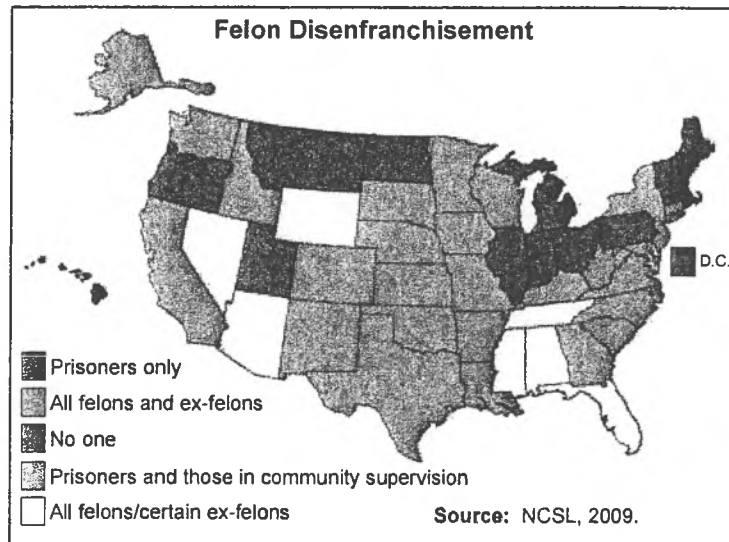 Felon Disenfranchisement
D.C.
Prisoners only
All felons and ex-felons
No one
Prisoners and those in community supervision
All felons/certain ex-felons
Source: NCSL, 2009.